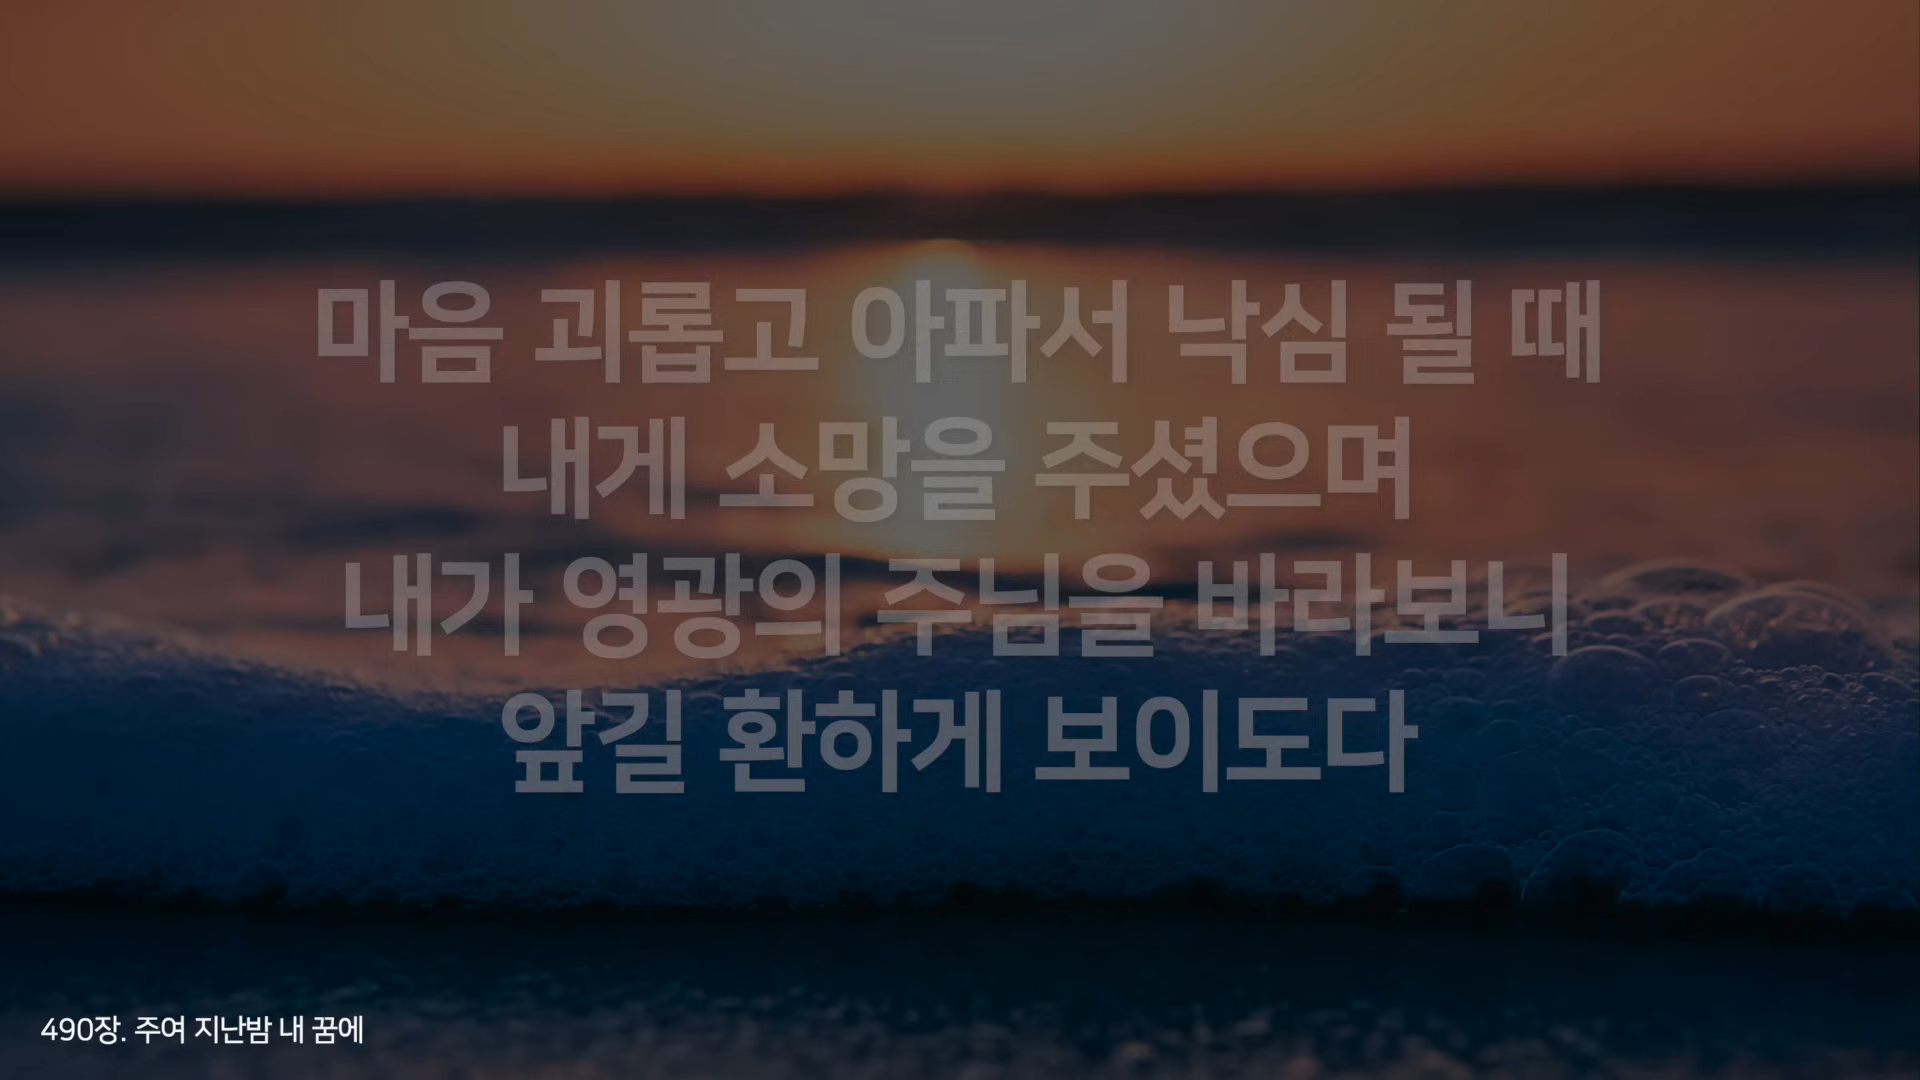 마음 괴롭고 아파서 낙심 될 때
내게 소망을 주셨으며
내가 영광의 주님을 바라보니
앞길 환하게 보이도다
490장. 주여 지난밤 내 꿈에